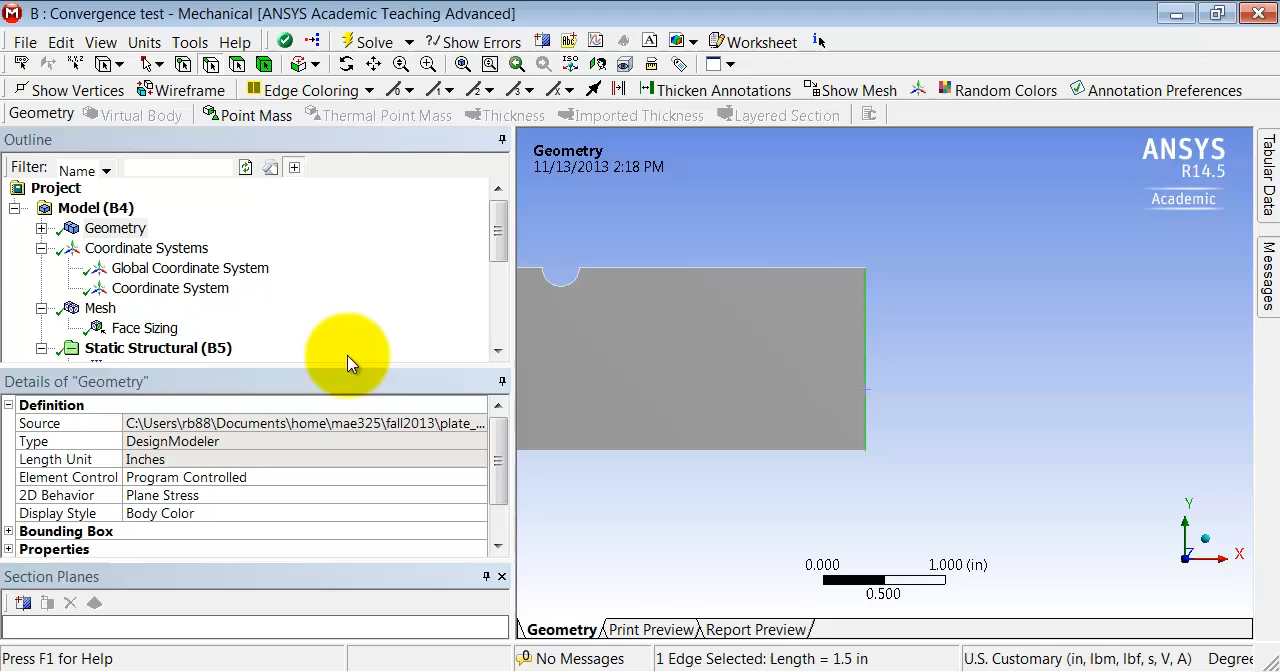 B : Convergence test - Mechanical [ANSYS Academic Teaching Advanced]
File Edit View Units Tools Help Solve Show Errors Worksheet i
A ISO
Show Vertices Wireframe Edge Coloring Thicken Annotations Show Mesh Random Colors Annotation Preferences
Geometry Virtual Body Point Mass Thermal Point Mass Thickness Imported Thickness Layered Section
Outline
Filter: Name
Project
Model (B4)
Geometry
Coordinate Systems
Global Coordinate System
Coordinate System
Mesh
Face Sizing
Static Structural (B5)
Details of "Geometry"
Definition
Source C:\Users\rb88\Documents\home\mae325\fall2013\plate_...
Type DesignModeler
Length Unit Inches
Element Control Program Controlled
2D Behavior Plane Stress
Display Style Body Color
Bounding Box
Properties
Section Planes
Geometry
11/13/2013 2:18 PM
ANSYS
R14.5
Academic
Y
Z X
0.000 1.000 (in)
0.500
Geometry Print Preview Report Preview
Tabular Data
Messages
Press F1 for Help 0 No Messages 1 Edge Selected: Length = 1.5 in U.S. Customary (in, lbm, lbf, s, V, A) Degree